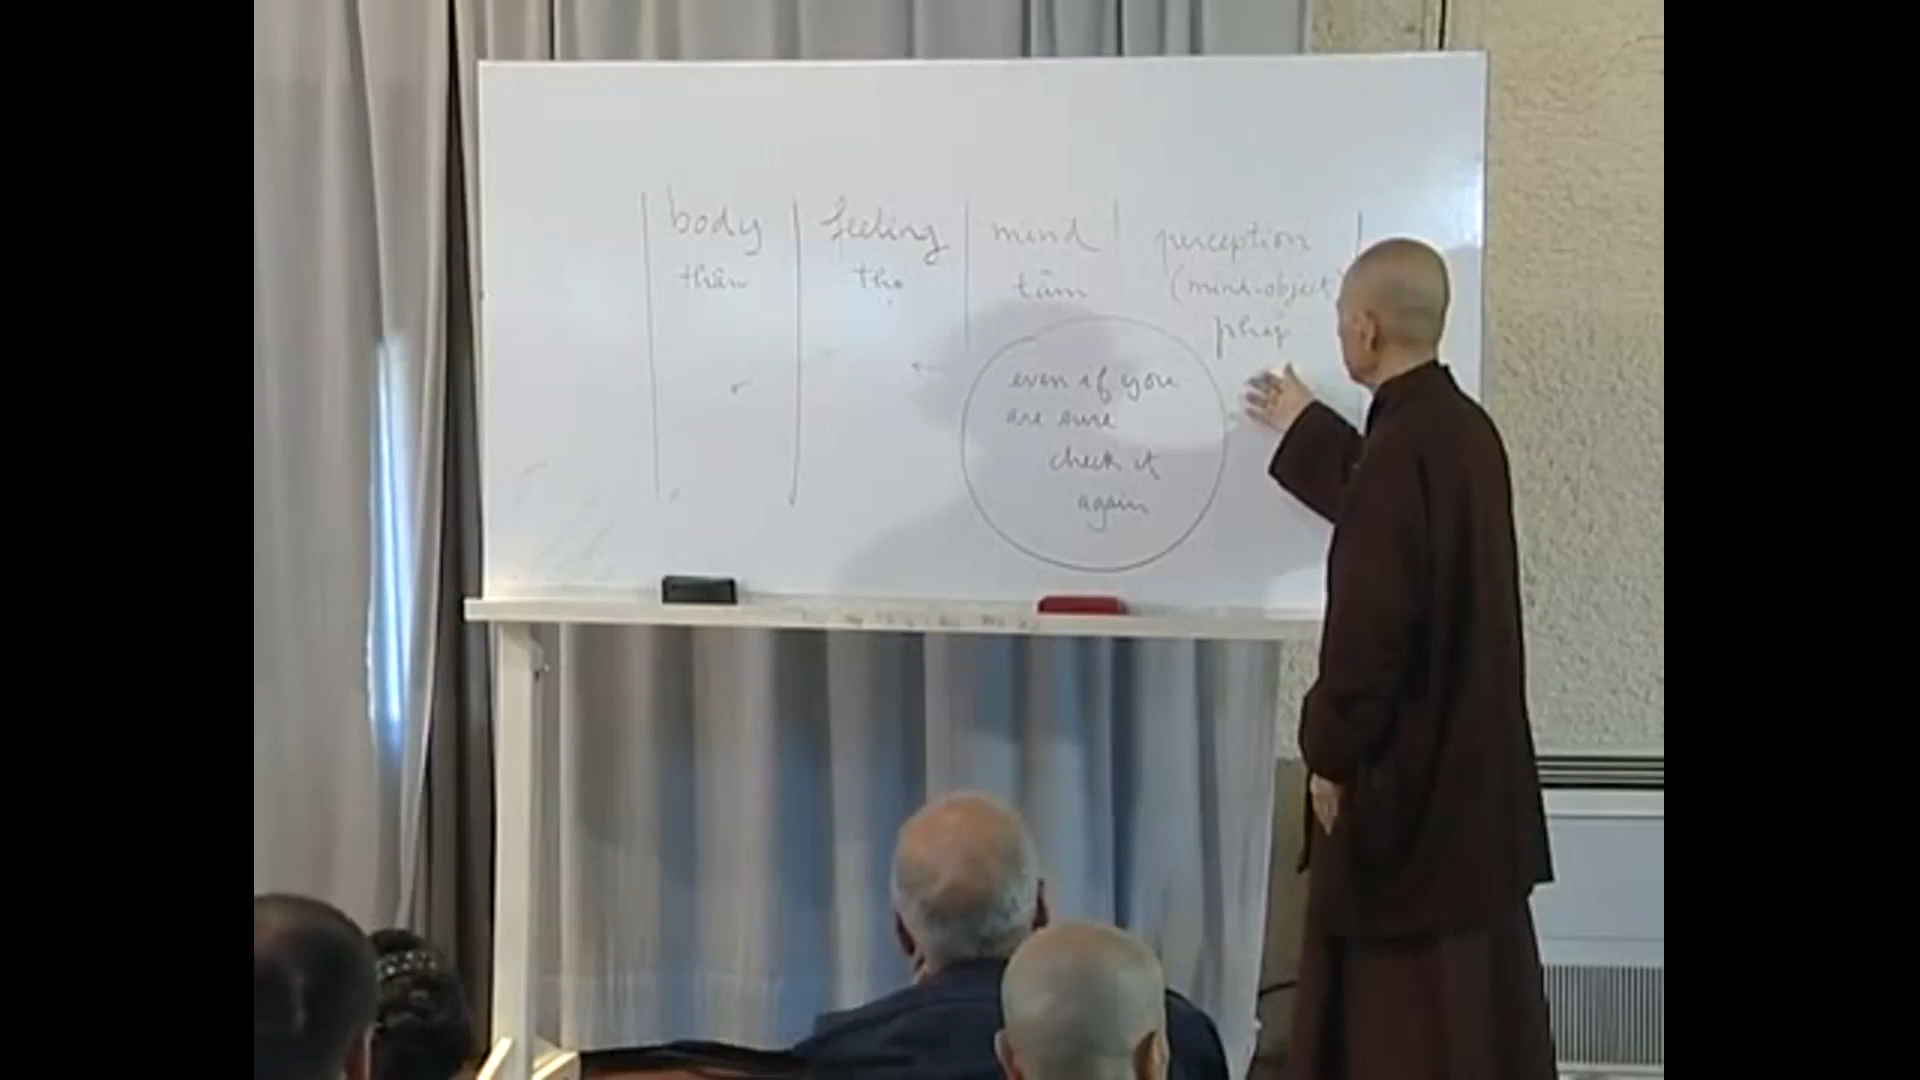 body feeling mind perception
thân thọ tâm (mind-object
pháp
even if you
are sure
check it
again